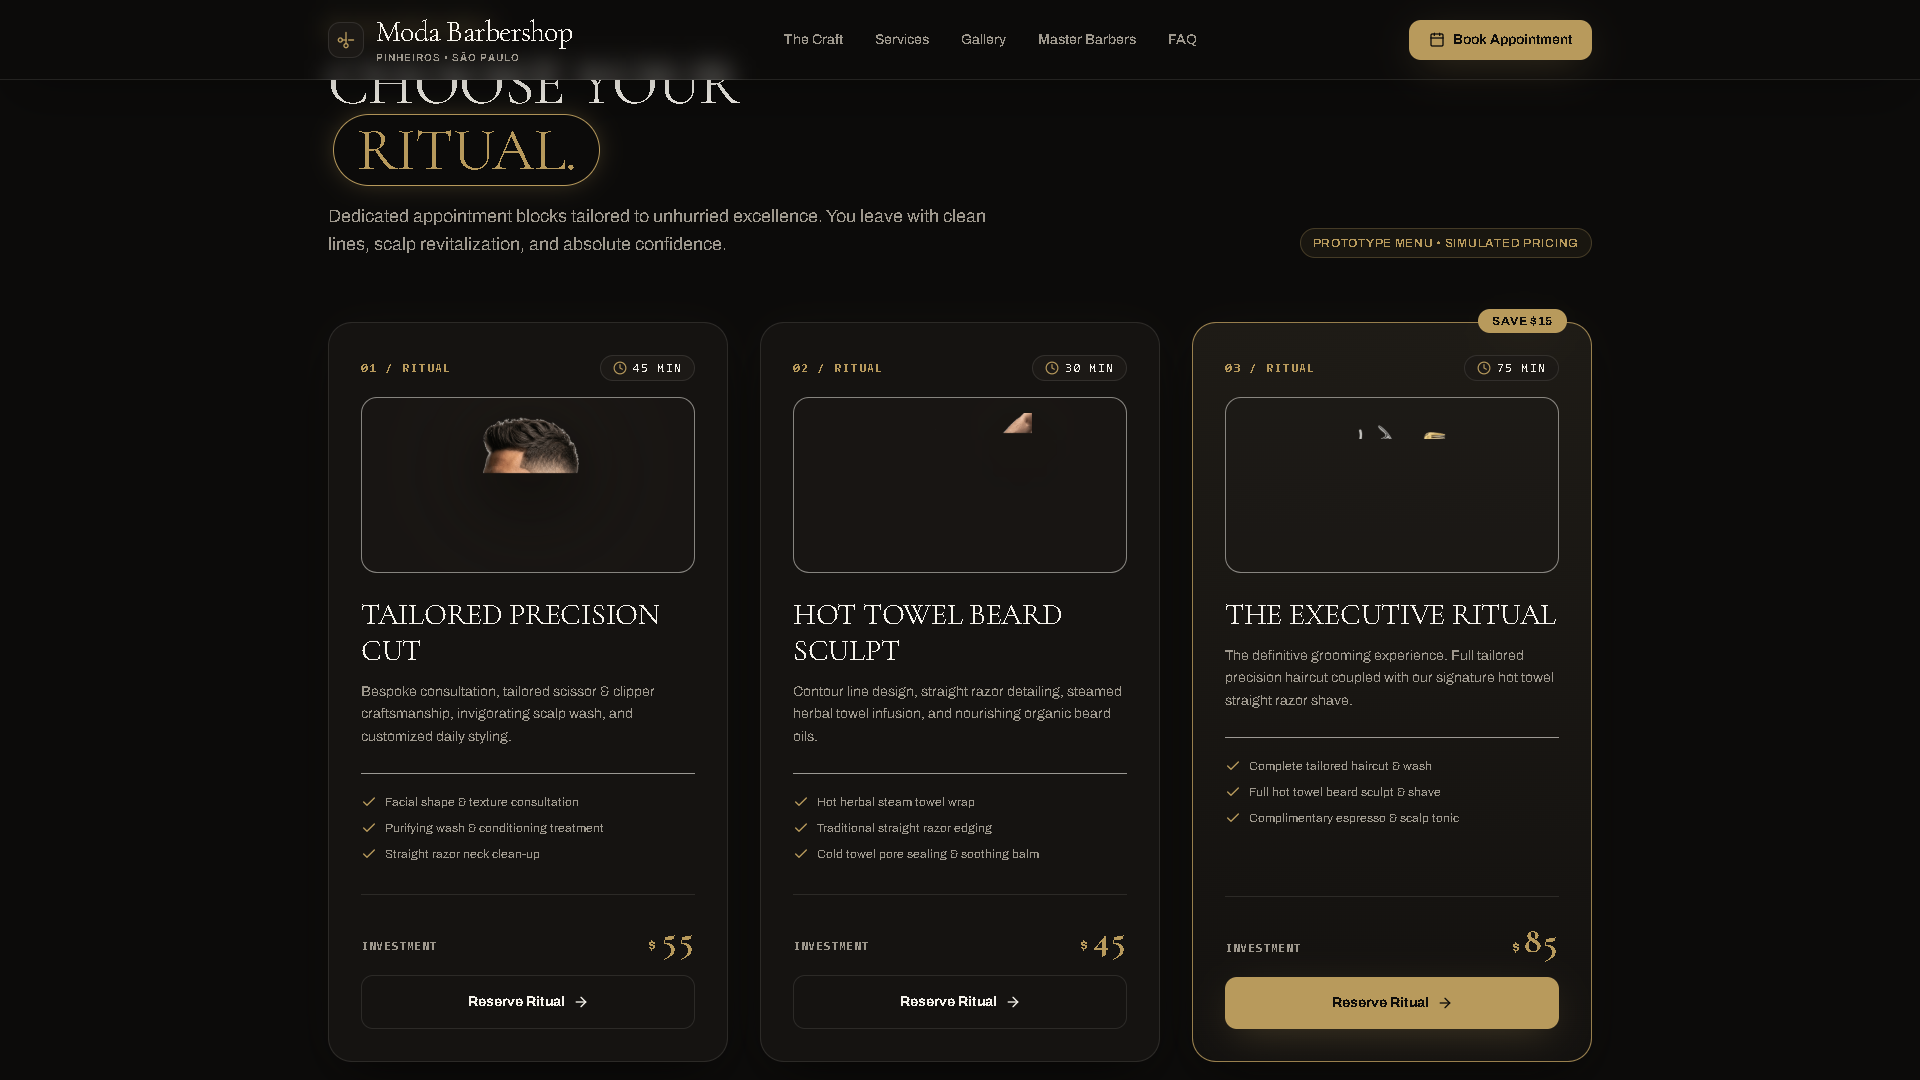 Moda Barbershop
PINHEIROS • SÃO PAULO
The Craft
Services
Gallery
Master Barbers
FAQ
Book Appointment
CHOOSE YOUR
RITUAL.
Dedicated appointment blocks tailored to unhurried excellence. You leave with clean
lines, scalp revitalization, and absolute confidence.
PROTOTYPE MENU • SIMULATED PRICING
01 / RITUAL
45 MIN
TAILORED PRECISION
CUT
Bespoke consultation, tailored scissor & clipper
craftsmanship, invigorating scalp wash, and
customized daily styling.
Facial shape & texture consultation
Purifying wash & conditioning treatment
Straight razor neck clean-up
INVESTMENT
$ 55
Reserve Ritual
02 / RITUAL
30 MIN
HOT TOWEL BEARD
SCULPT
Contour line design, straight razor detailing, steamed
herbal towel infusion, and nourishing organic beard
oils.
Hot herbal steam towel wrap
Traditional straight razor edging
Cold towel pore sealing & soothing balm
INVESTMENT
$ 45
Reserve Ritual
SAVE $15
03 / RITUAL
75 MIN
THE EXECUTIVE RITUAL
The definitive grooming experience. Full tailored
precision haircut coupled with our signature hot towel
straight razor shave.
Complete tailored haircut & wash
Full hot towel beard sculpt & shave
Complimentary espresso & scalp tonic
INVESTMENT
$ 85
Reserve Ritual